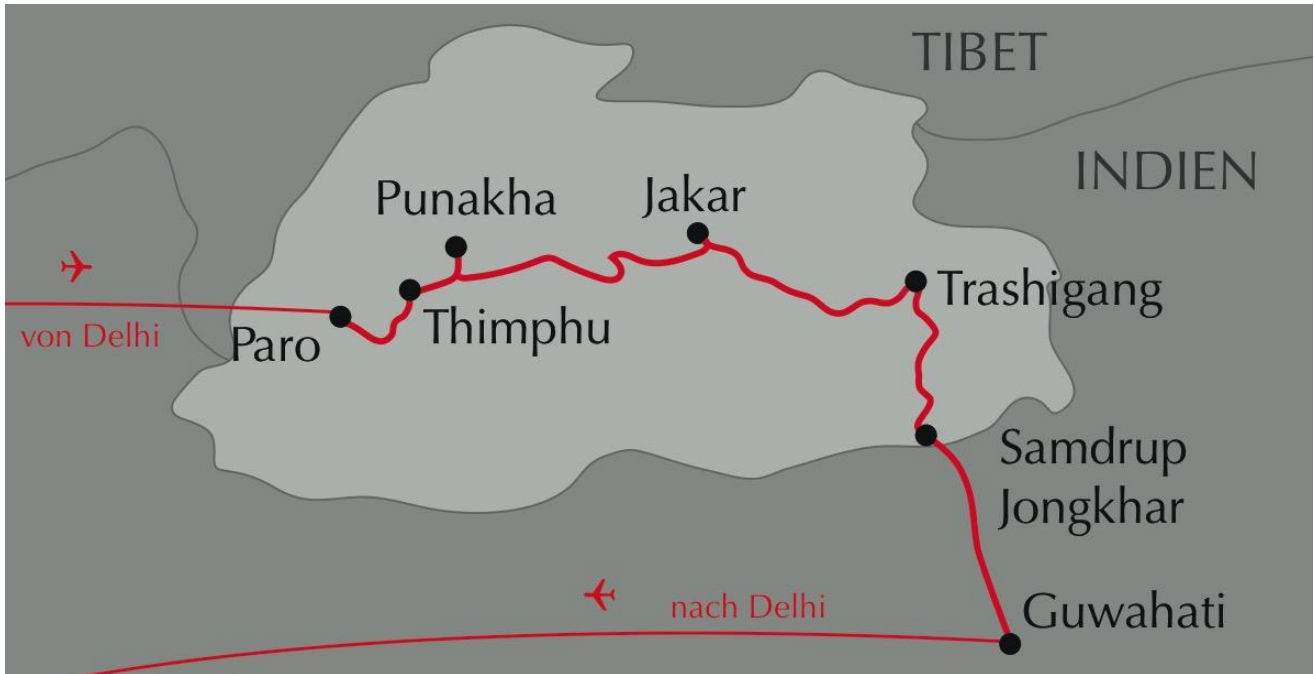 TIBET
INDIEN
Punakha
Jakar
Trashigang
von Delhi
Paro
Thimphu
Samdrup
Jongkhar
nach Delhi
Guwahati